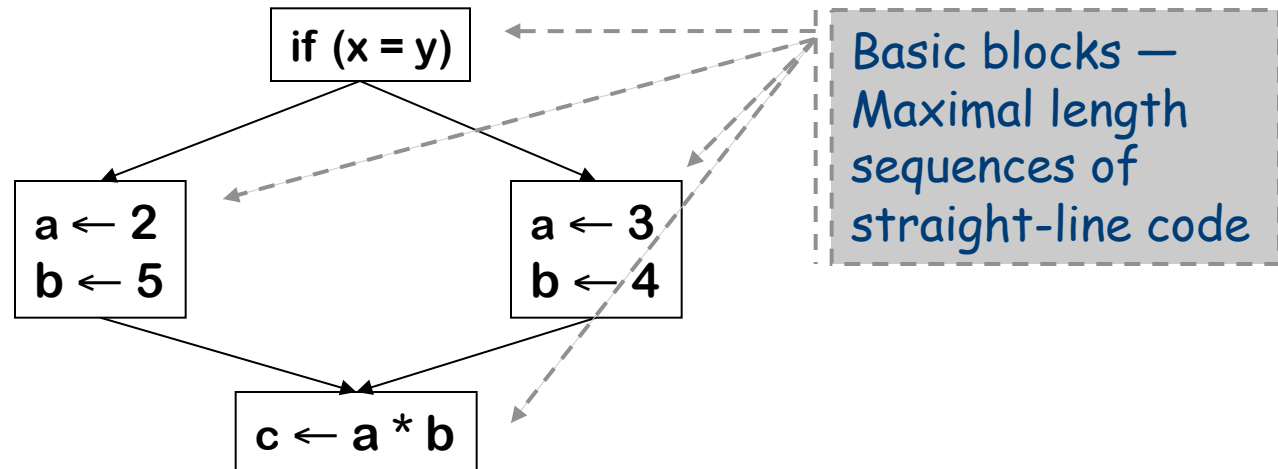 if (x = y)
a ← 2
b ← 5
a ← 3
b ← 4
c ← a * b
Basic blocks —
Maximal length
sequences of
straight-line code